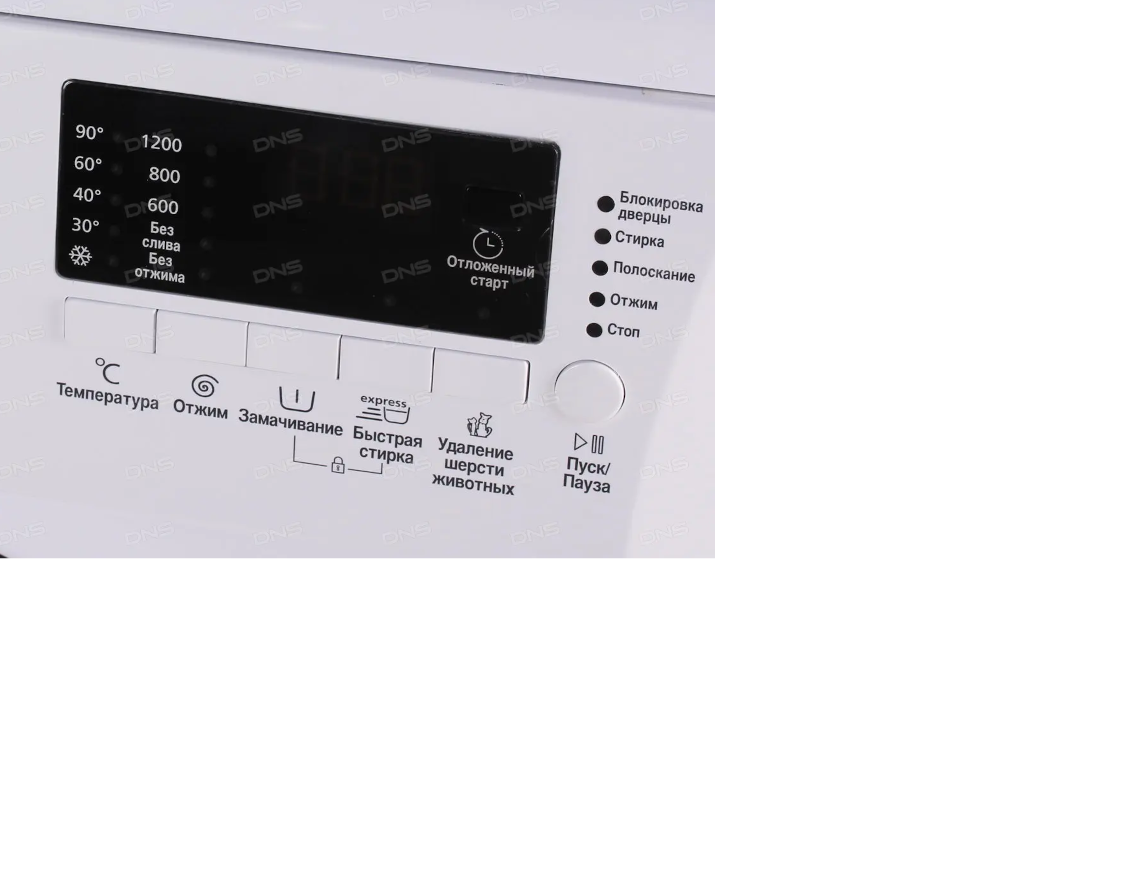 90°
60°
40°
30°
1200
800
600
Без
слива
Без
отжима
Отложенный
старт
Блокировка
дверцы
Стирка
Полоскание
Отжим
Стоп
°C
Температура
Отжим
Замачивание
express
Быстрая
стирка
Удаление
шерсти
животных
Пуск/
Пауза
DNS